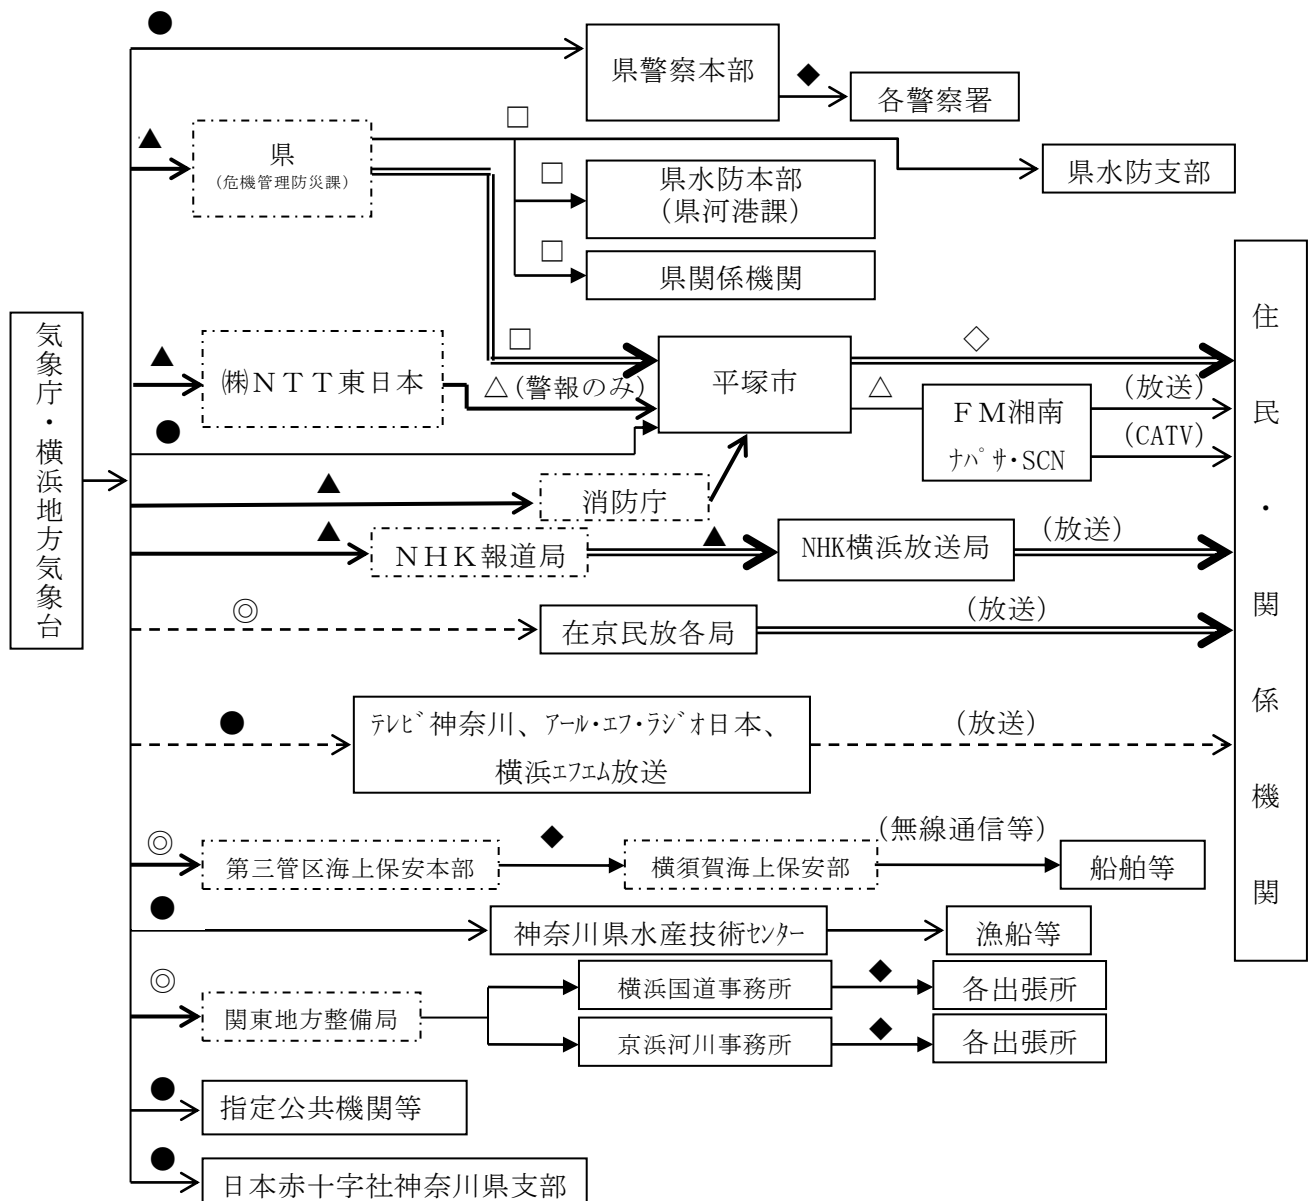 ●
県警察本部
◆
各警察署
▲
県
(危機管理防災課)
□
県水防支部
□
県水防本部
(県河港課)
□
県関係機関
気象庁・横浜地方気象台
▲
㈱ＮＴＴ東日本
□
△(警報のみ)
●
平塚市
◇
△
ＦＭ湘南
ﾅﾊﾟｻ・SCN
(放送)
(CATV)
住民・関係機関
▲
消防庁
▲
ＮＨＫ報道局
▲
NHK横浜放送局
(放送)
◎
在京民放各局
(放送)
●
ﾃﾚﾋﾞ神奈川、ｱｰﾙ・ｴﾌ・ﾗｼﾞｵ日本、
横浜ｴﾌｴﾑ放送
(放送)
◎
第三管区海上保安本部
◆
横須賀海上保安部
(無線通信等)
船舶等
●
神奈川県水産技術ｾﾝﾀｰ
漁船等
◎
関東地方整備局
横浜国道事務所
◆
各出張所
京浜河川事務所
◆
各出張所
●
指定公共機関等
●
日本赤十字社神奈川県支部